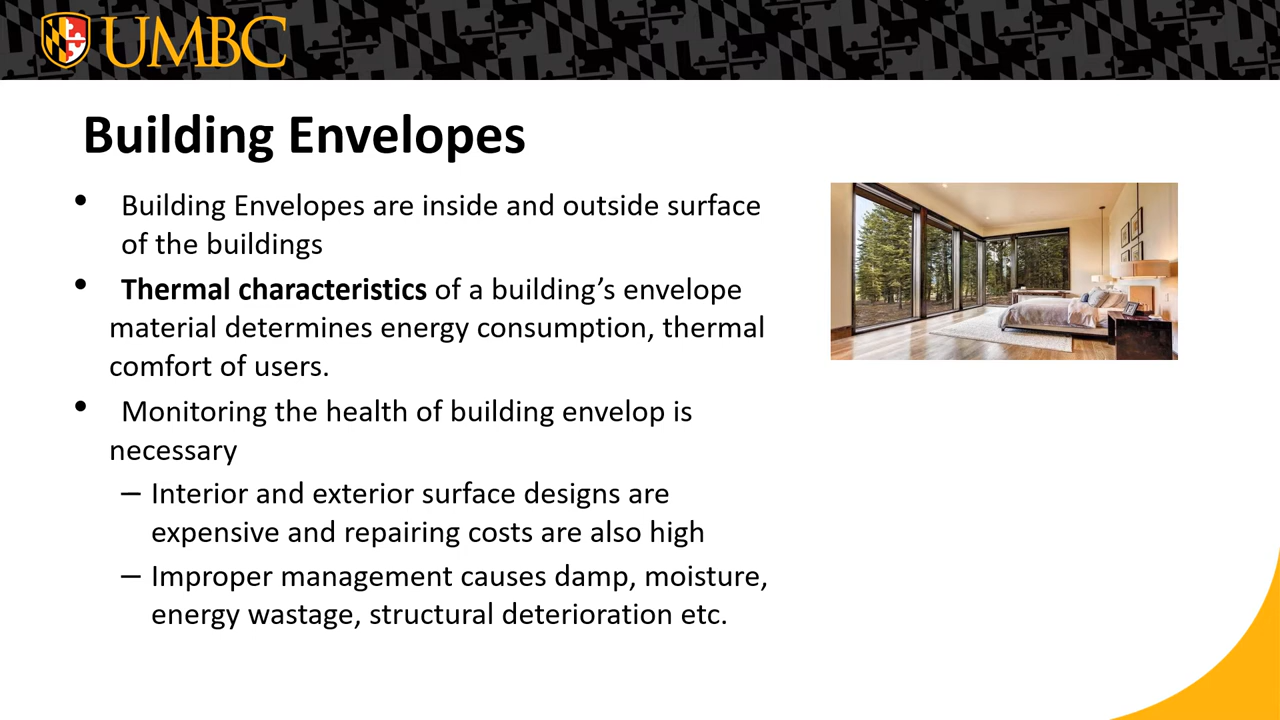 UMBC
Building Envelopes
• Building Envelopes are inside and outside surface
of the buildings
• Thermal characteristics of a building’s envelope
material determines energy consumption, thermal
comfort of users.
• Monitoring the health of building envelop is
necessary
– Interior and exterior surface designs are
expensive and repairing costs are also high
– Improper management causes damp, moisture,
energy wastage, structural deterioration etc.